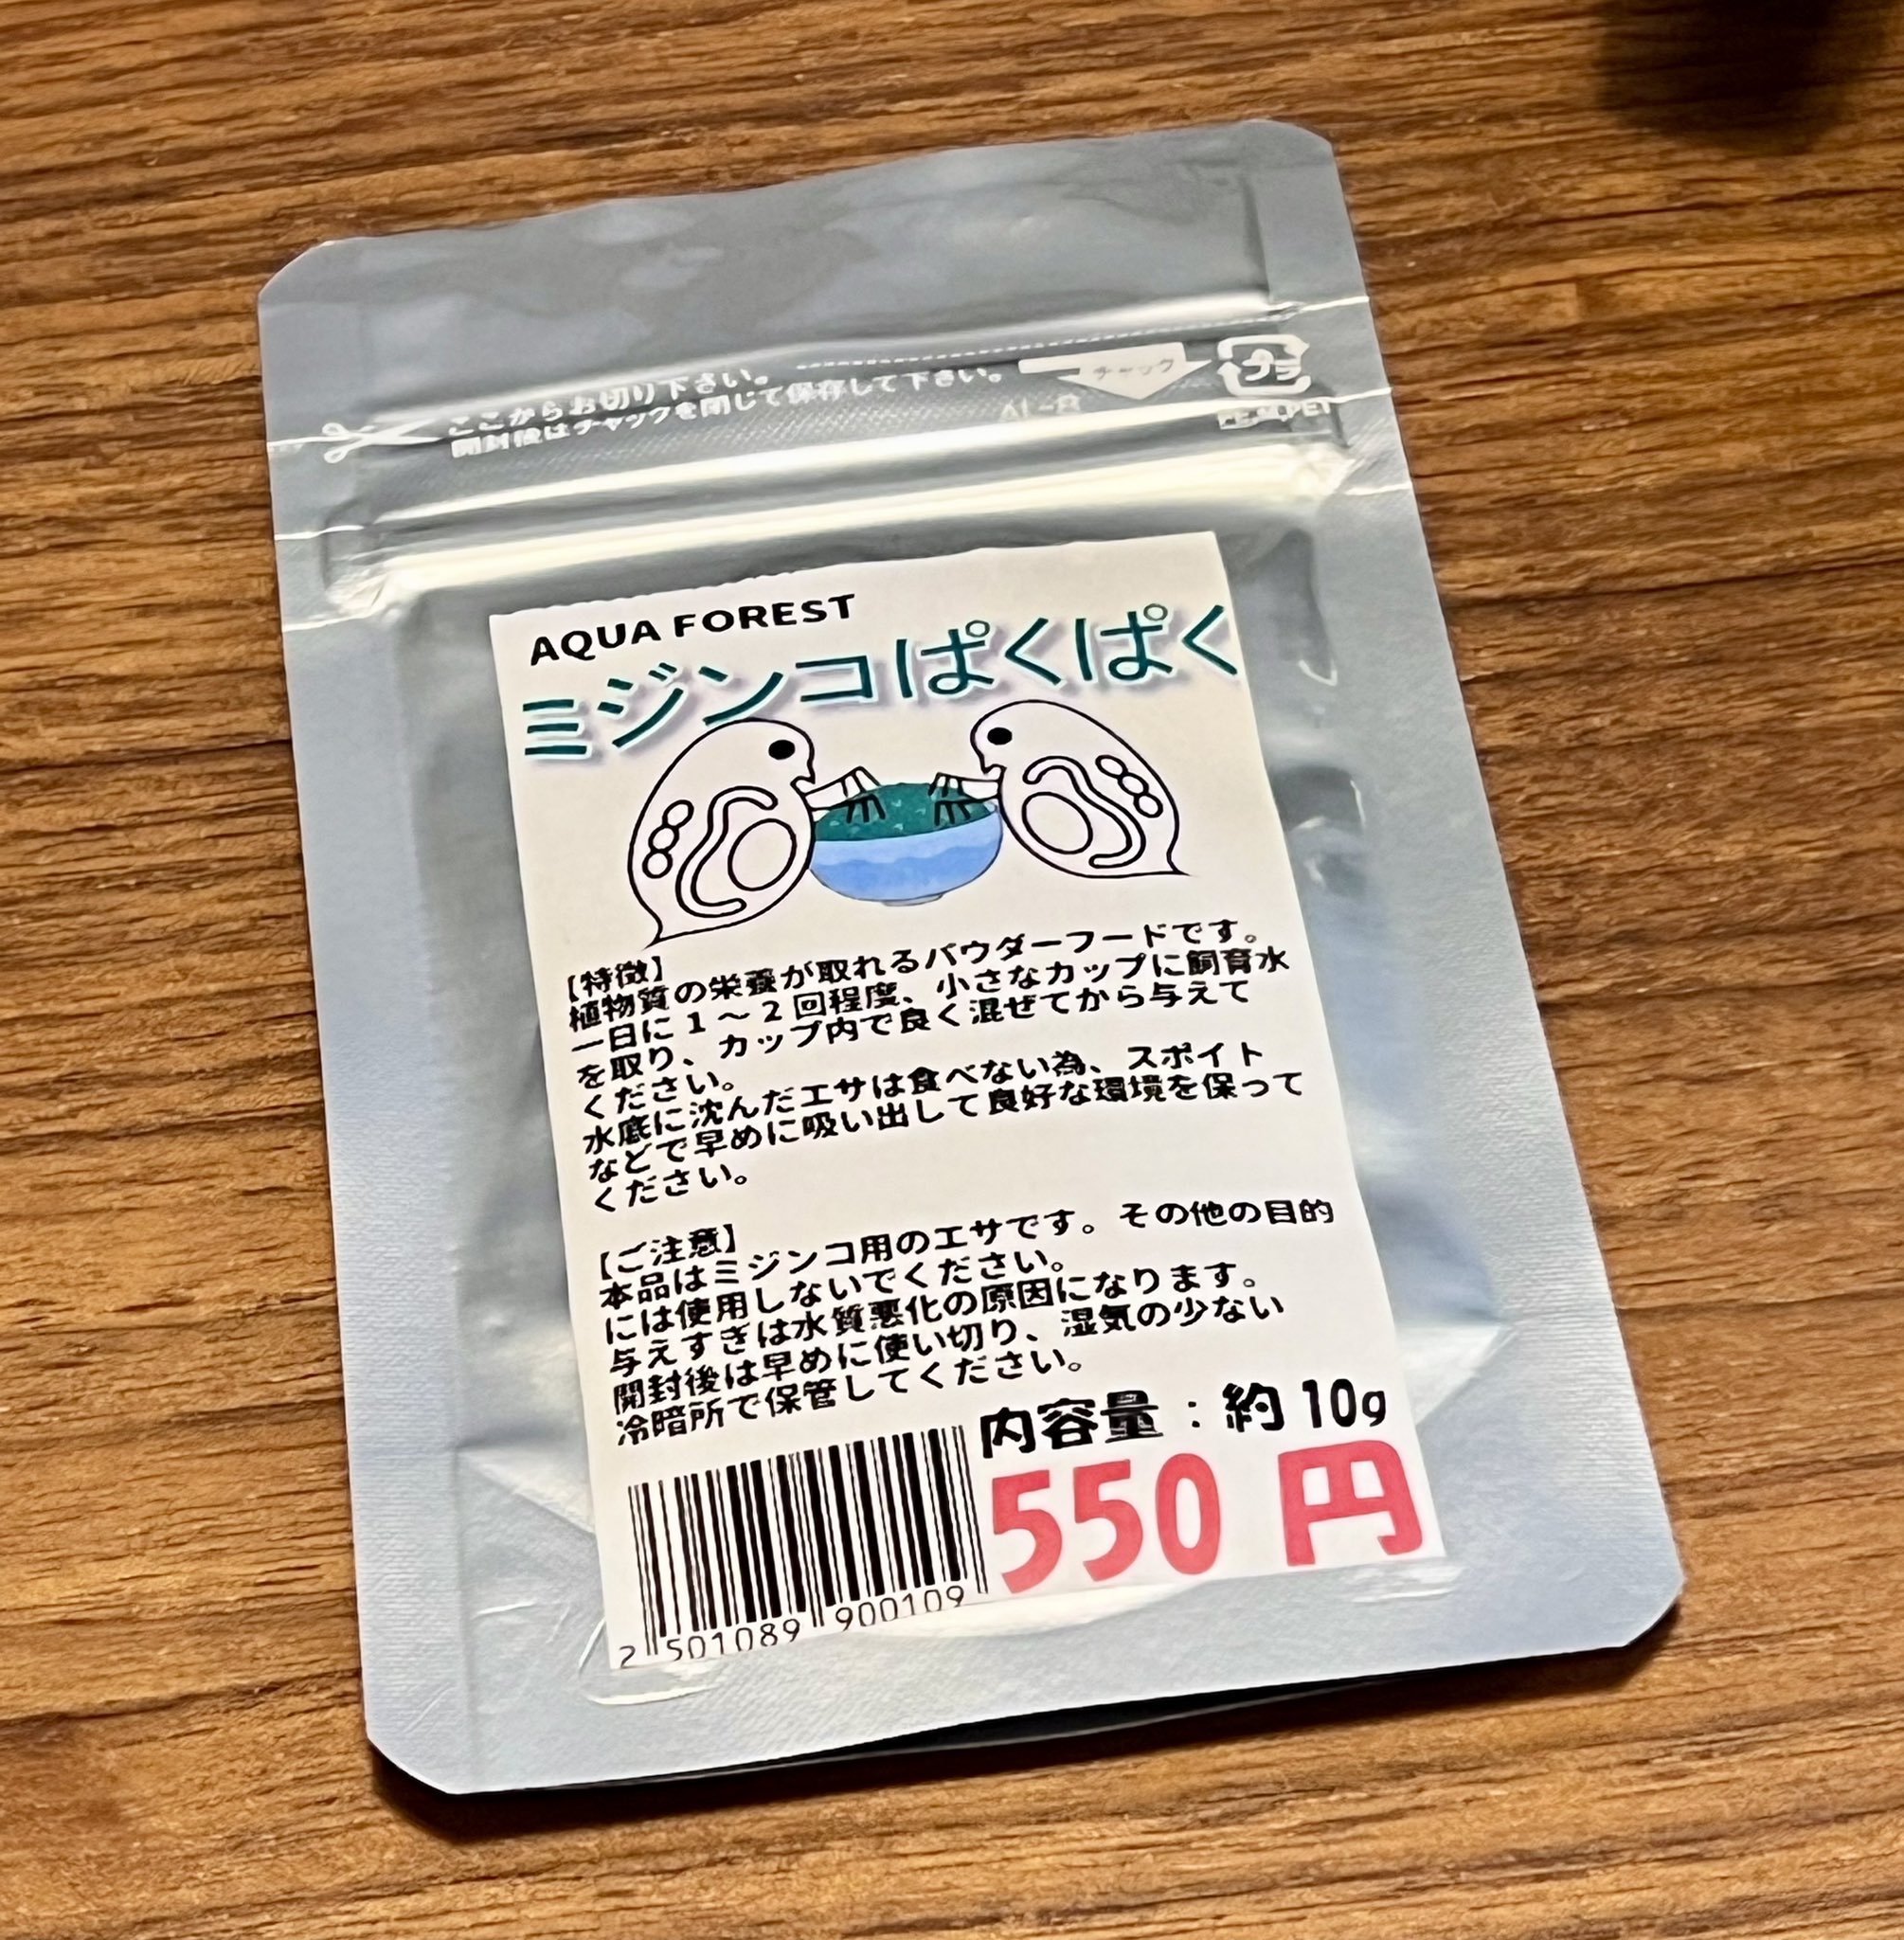 ここからお切り下さい。
開封後はチャックを閉じて保存して下さい。
チャック
AL-B
プラ
AQUA FOREST
ミジンコぱくぱく
【特徴】
植物質の栄養が取れるパウダーフードです。
一日に1～2回程度、小さなカップに飼育水
を取り、カップ内で良く混ぜてから与えて
ください。
水底に沈んだエサは食べない為、スポイト
などで早めに吸い出して良好な環境を保って
ください。
【ご注意】
本品はミジンコ用のエサです。その他の目的
には使用しないでください。
与えすぎは水質悪化の原因になります。
開封後は早めに使い切り、湿気の少ない
冷暗所で保管してください。
内容量：約10g
550 円
2 501089 900109